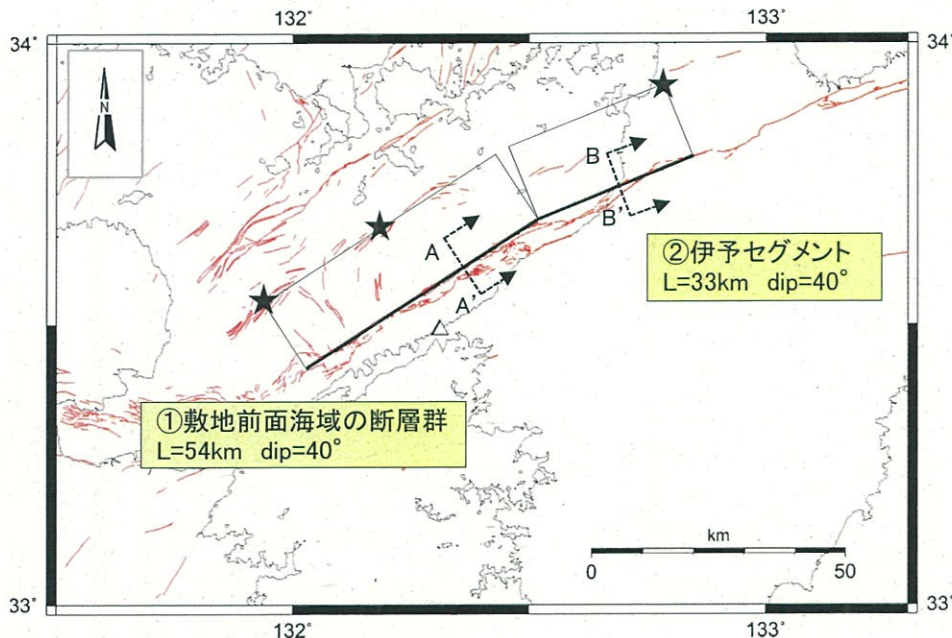 132° 133°
34° 34°
N
B
B'
A
A'
②伊予セグメント
L=33km dip=40°
①敷地前面海域の断層群
L=54km dip=40°
km
0 50
33° 33°
132° 133°